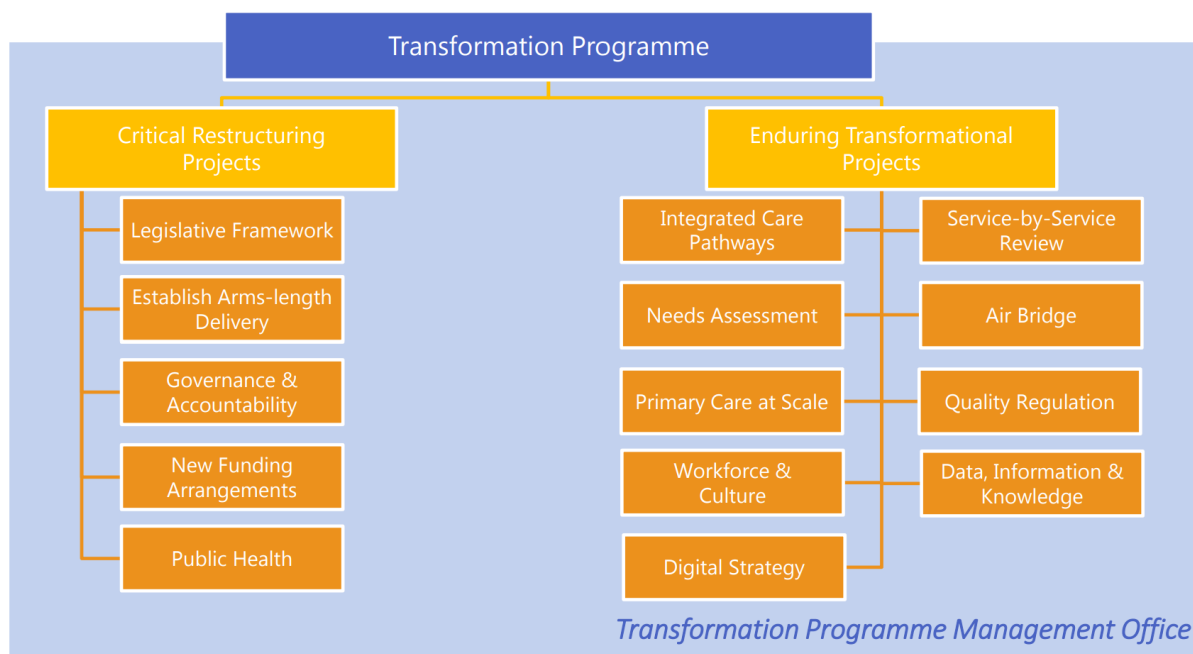 Transformation Programme
Critical Restructuring
Projects
Legislative Framework
Establish Arms-length
Delivery
Governance &
Accountability
New Funding
Arrangements
Public Health
Enduring Transformational
Projects
Integrated Care
Pathways
Service-by-Service
Review
Needs Assessment
Air Bridge
Primary Care at Scale
Quality Regulation
Workforce &
Culture
Data, Information &
Knowledge
Digital Strategy
Transformation Programme Management Office